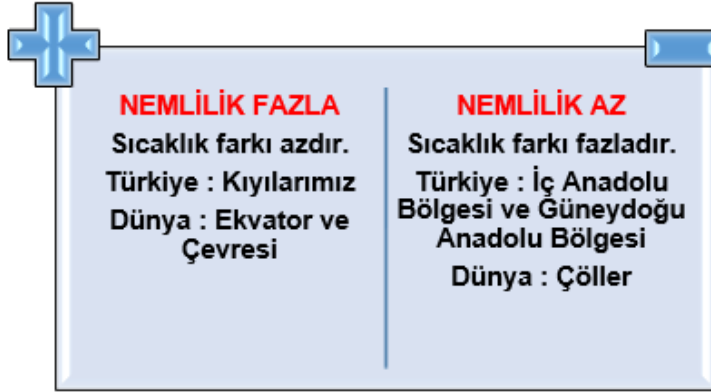 NEMLİLİK FAZLA
Sıcaklık farkı azdır.
Türkiye : Kıyılarımız
Dünya : Ekvator ve
Çevresi
NEMLİLİK AZ
Sıcaklık farkı fazladır.
Türkiye : İç Anadolu
Bölgesi ve Güneydoğu
Anadolu Bölgesi
Dünya : Çöller